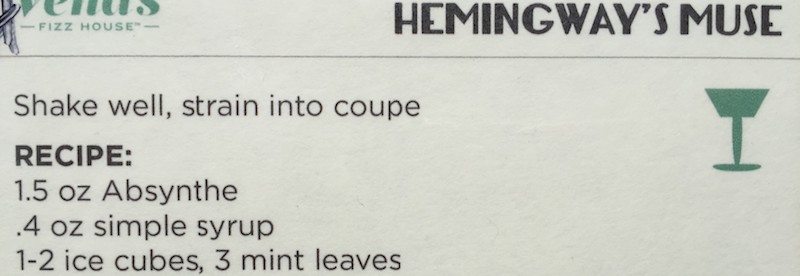 FIZZ HOUSE™
HEMINGWAY'S MUSE
Shake well, strain into coupe
RECIPE:
1.5 oz Absynthe
.4 oz simple syrup
1-2 ice cubes, 3 mint leaves